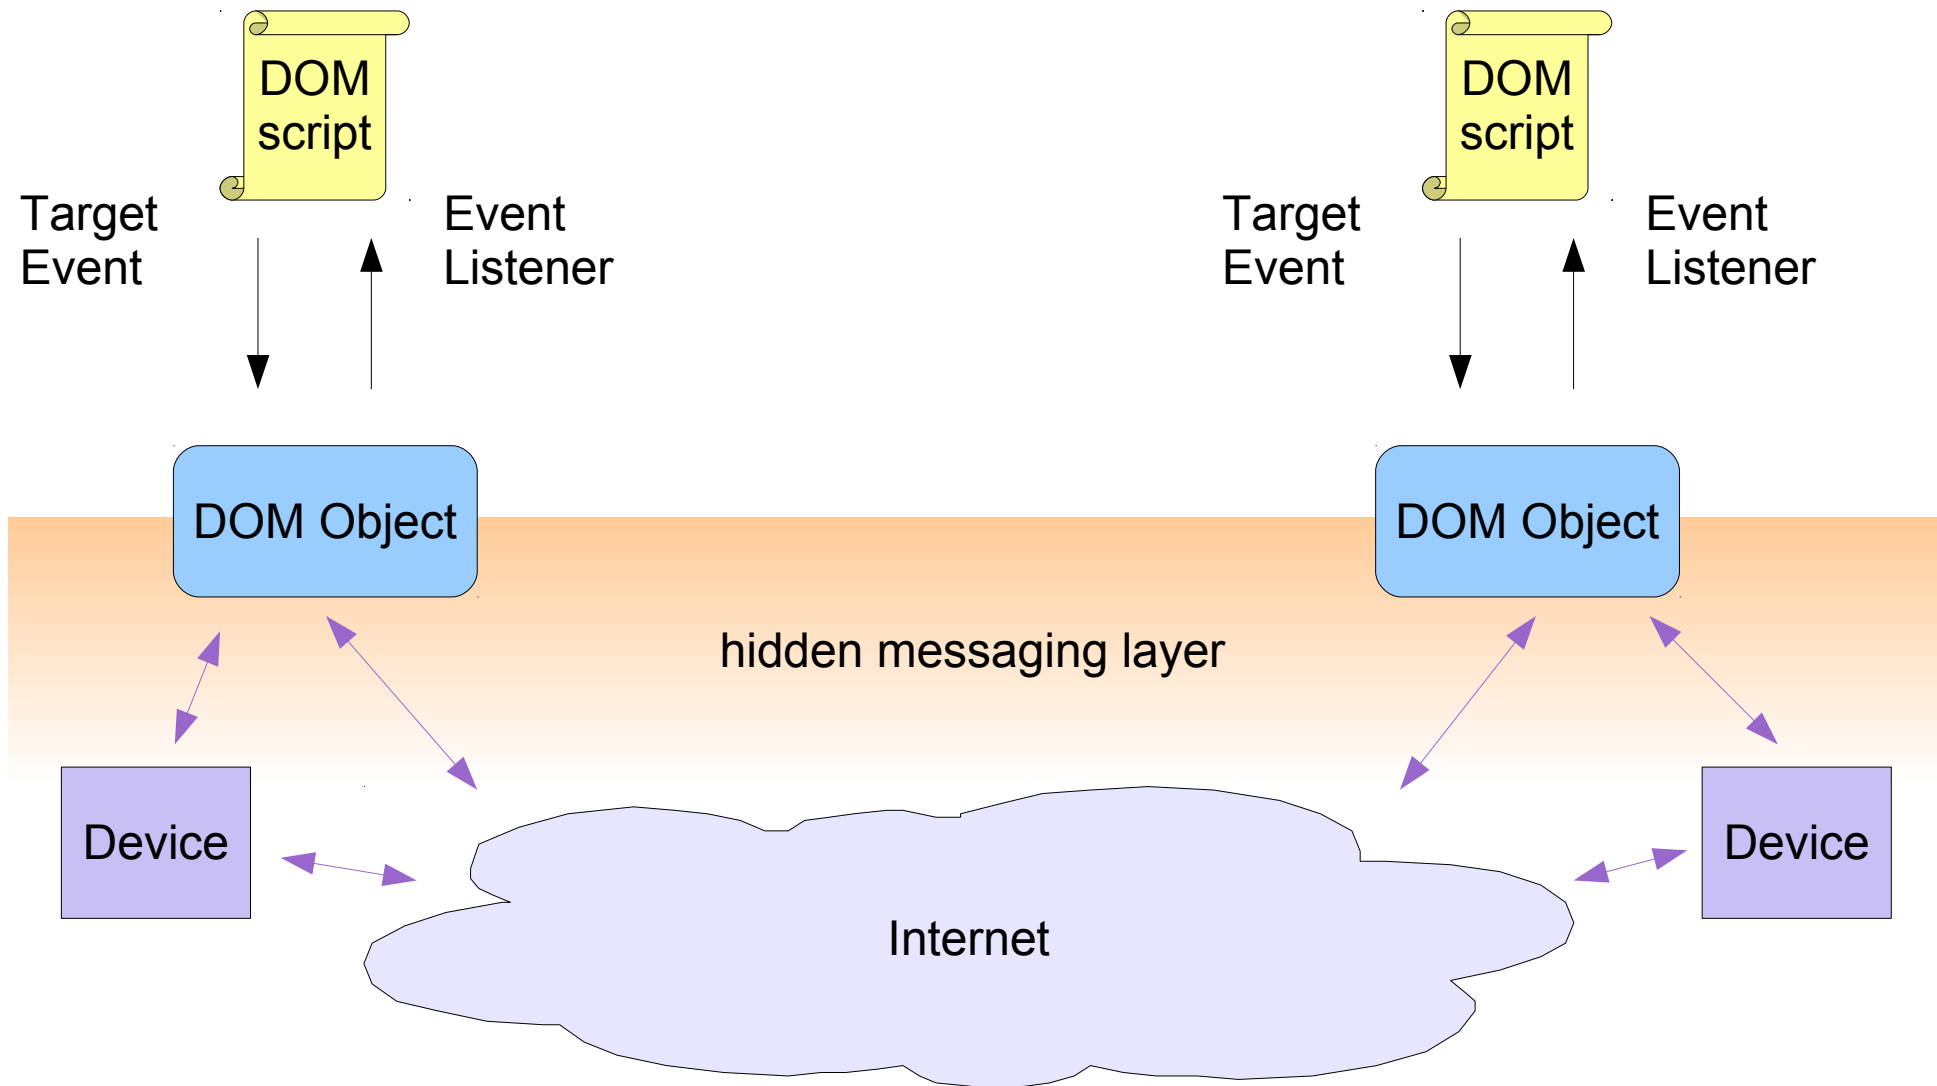 DOM
script
Target
Event
Event
Listener
DOM
script
Target
Event
Event
Listener
DOM Object
DOM Object
hidden messaging layer
Device
Device
Internet